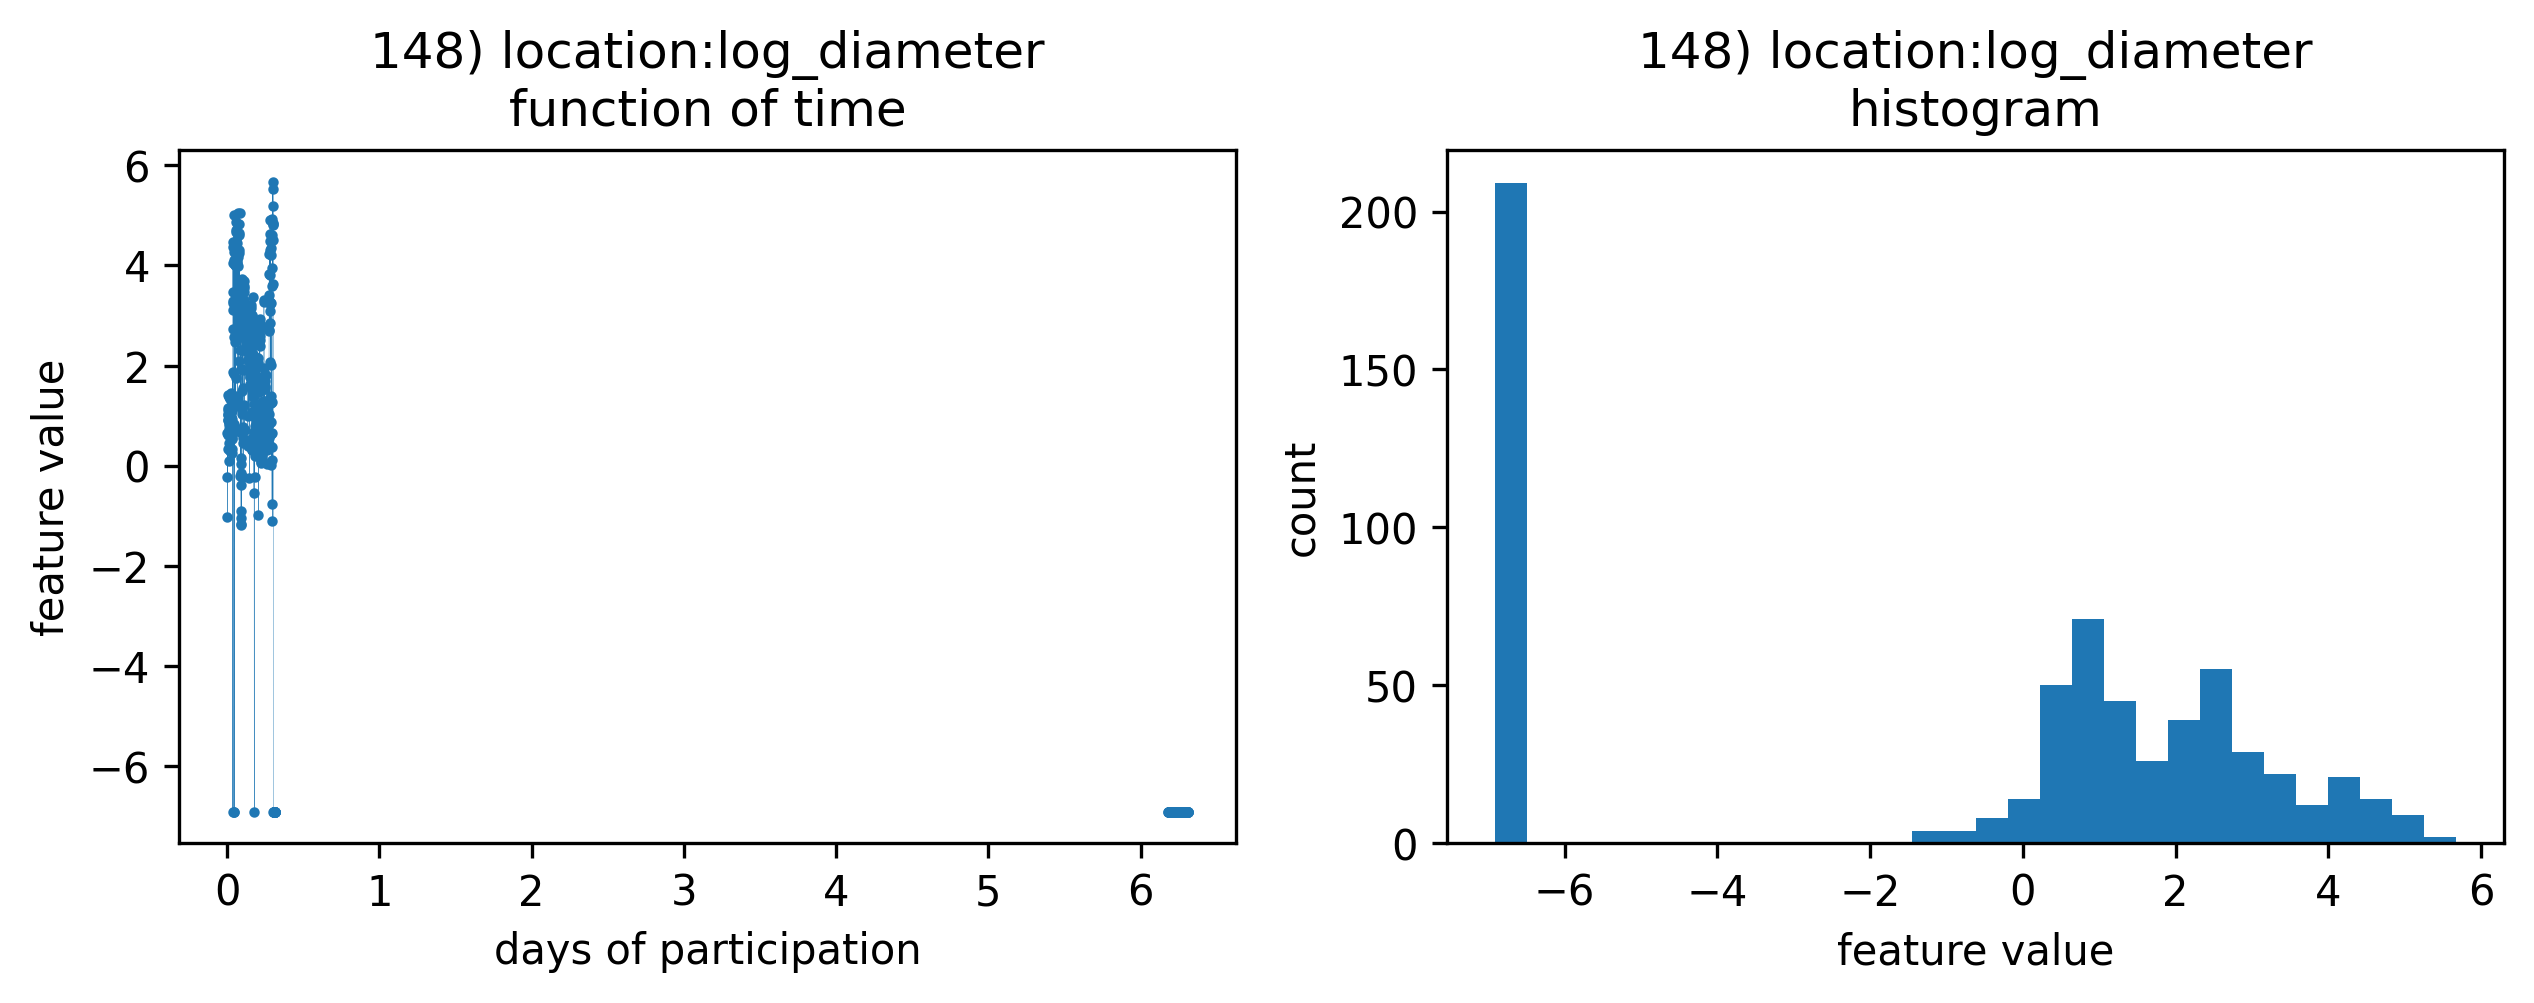 148) location:log_diameter
function of time
6
4
2
0
−2
−4
−6
feature value
0 1 2 3 4 5 6
days of participation
148) location:log_diameter
histogram
200
150
100
50
0
count
−6 −4 −2 0 2 4 6
feature value